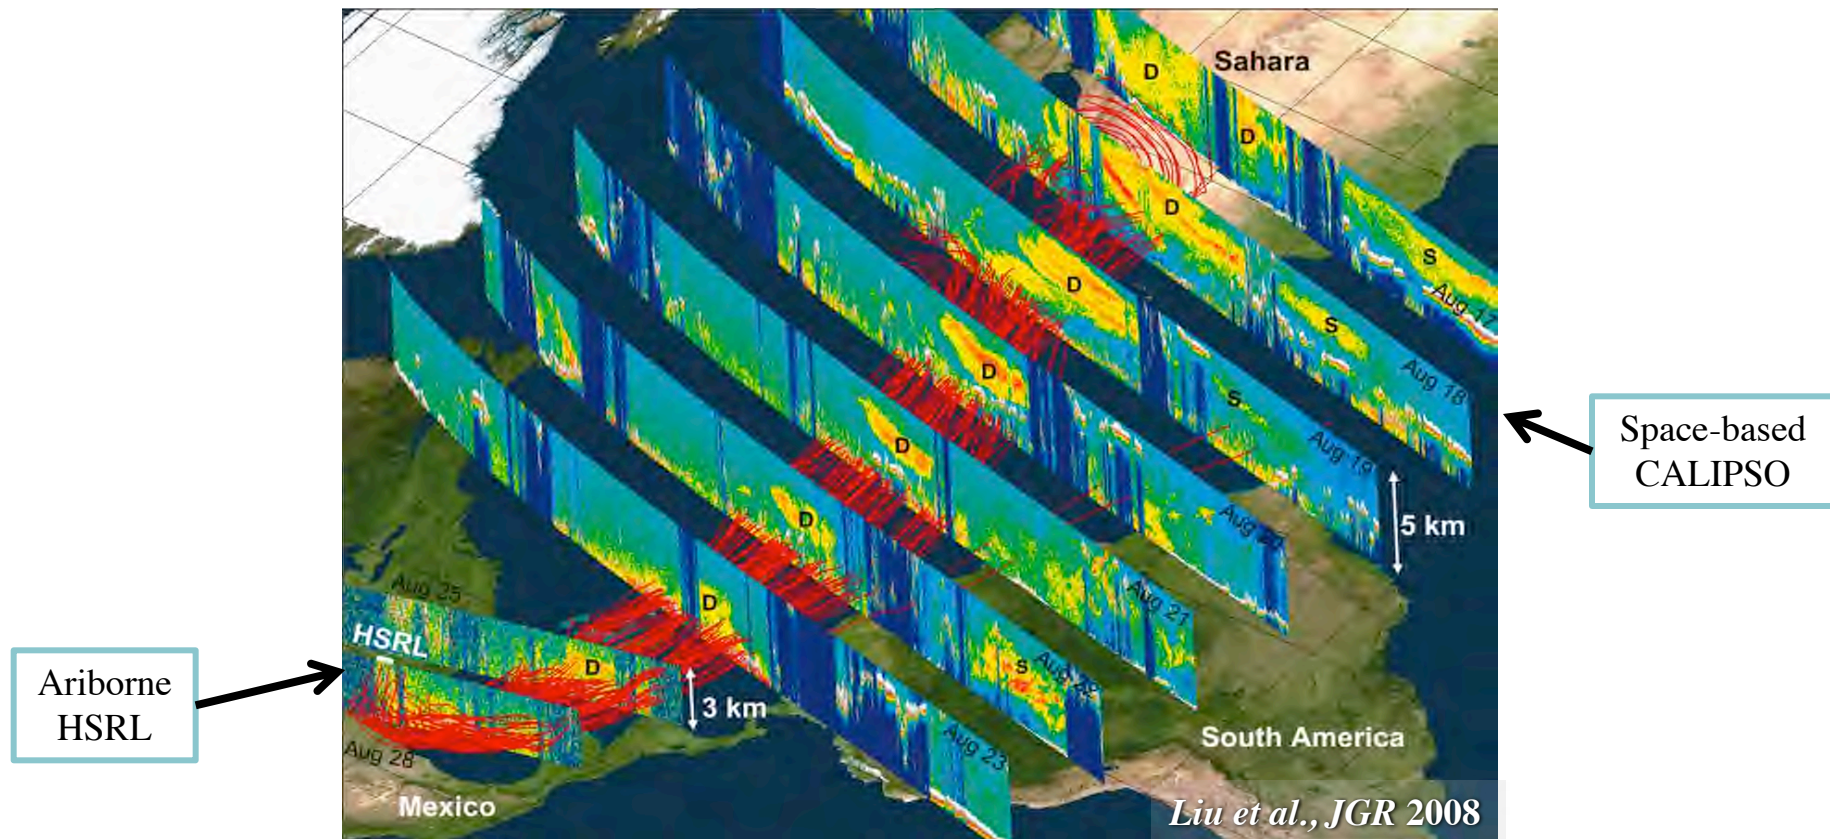 Sahara
D
D
D
S
Aug 17
D
S
Aug 18
D
S
Aug 19
Space-based
CALIPSO
D
Aug 20
5 km
D
Aug 21
Aug 25
D
HSRL
D
S
Aug 22
Ariborne
HSRL
3 km
South America
Aug 23
Aug 28
Mexico
Liu et al., JGR 2008